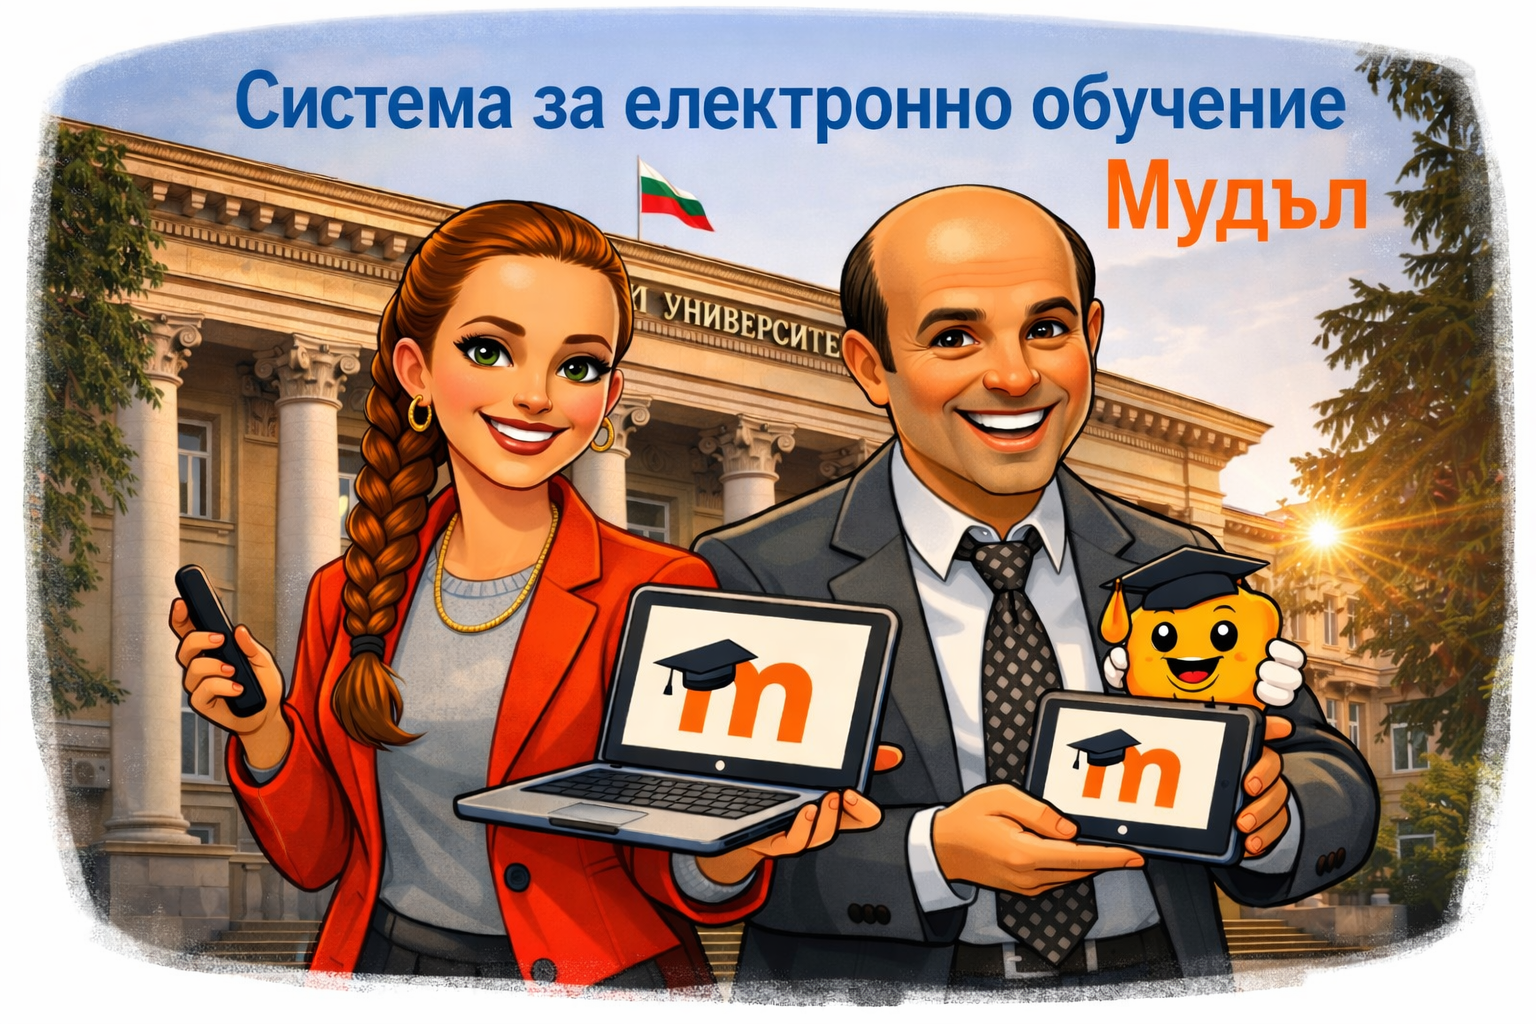 Система за електронно обучение
Мудъл
И УНИВЕРСИТЕ
m
m